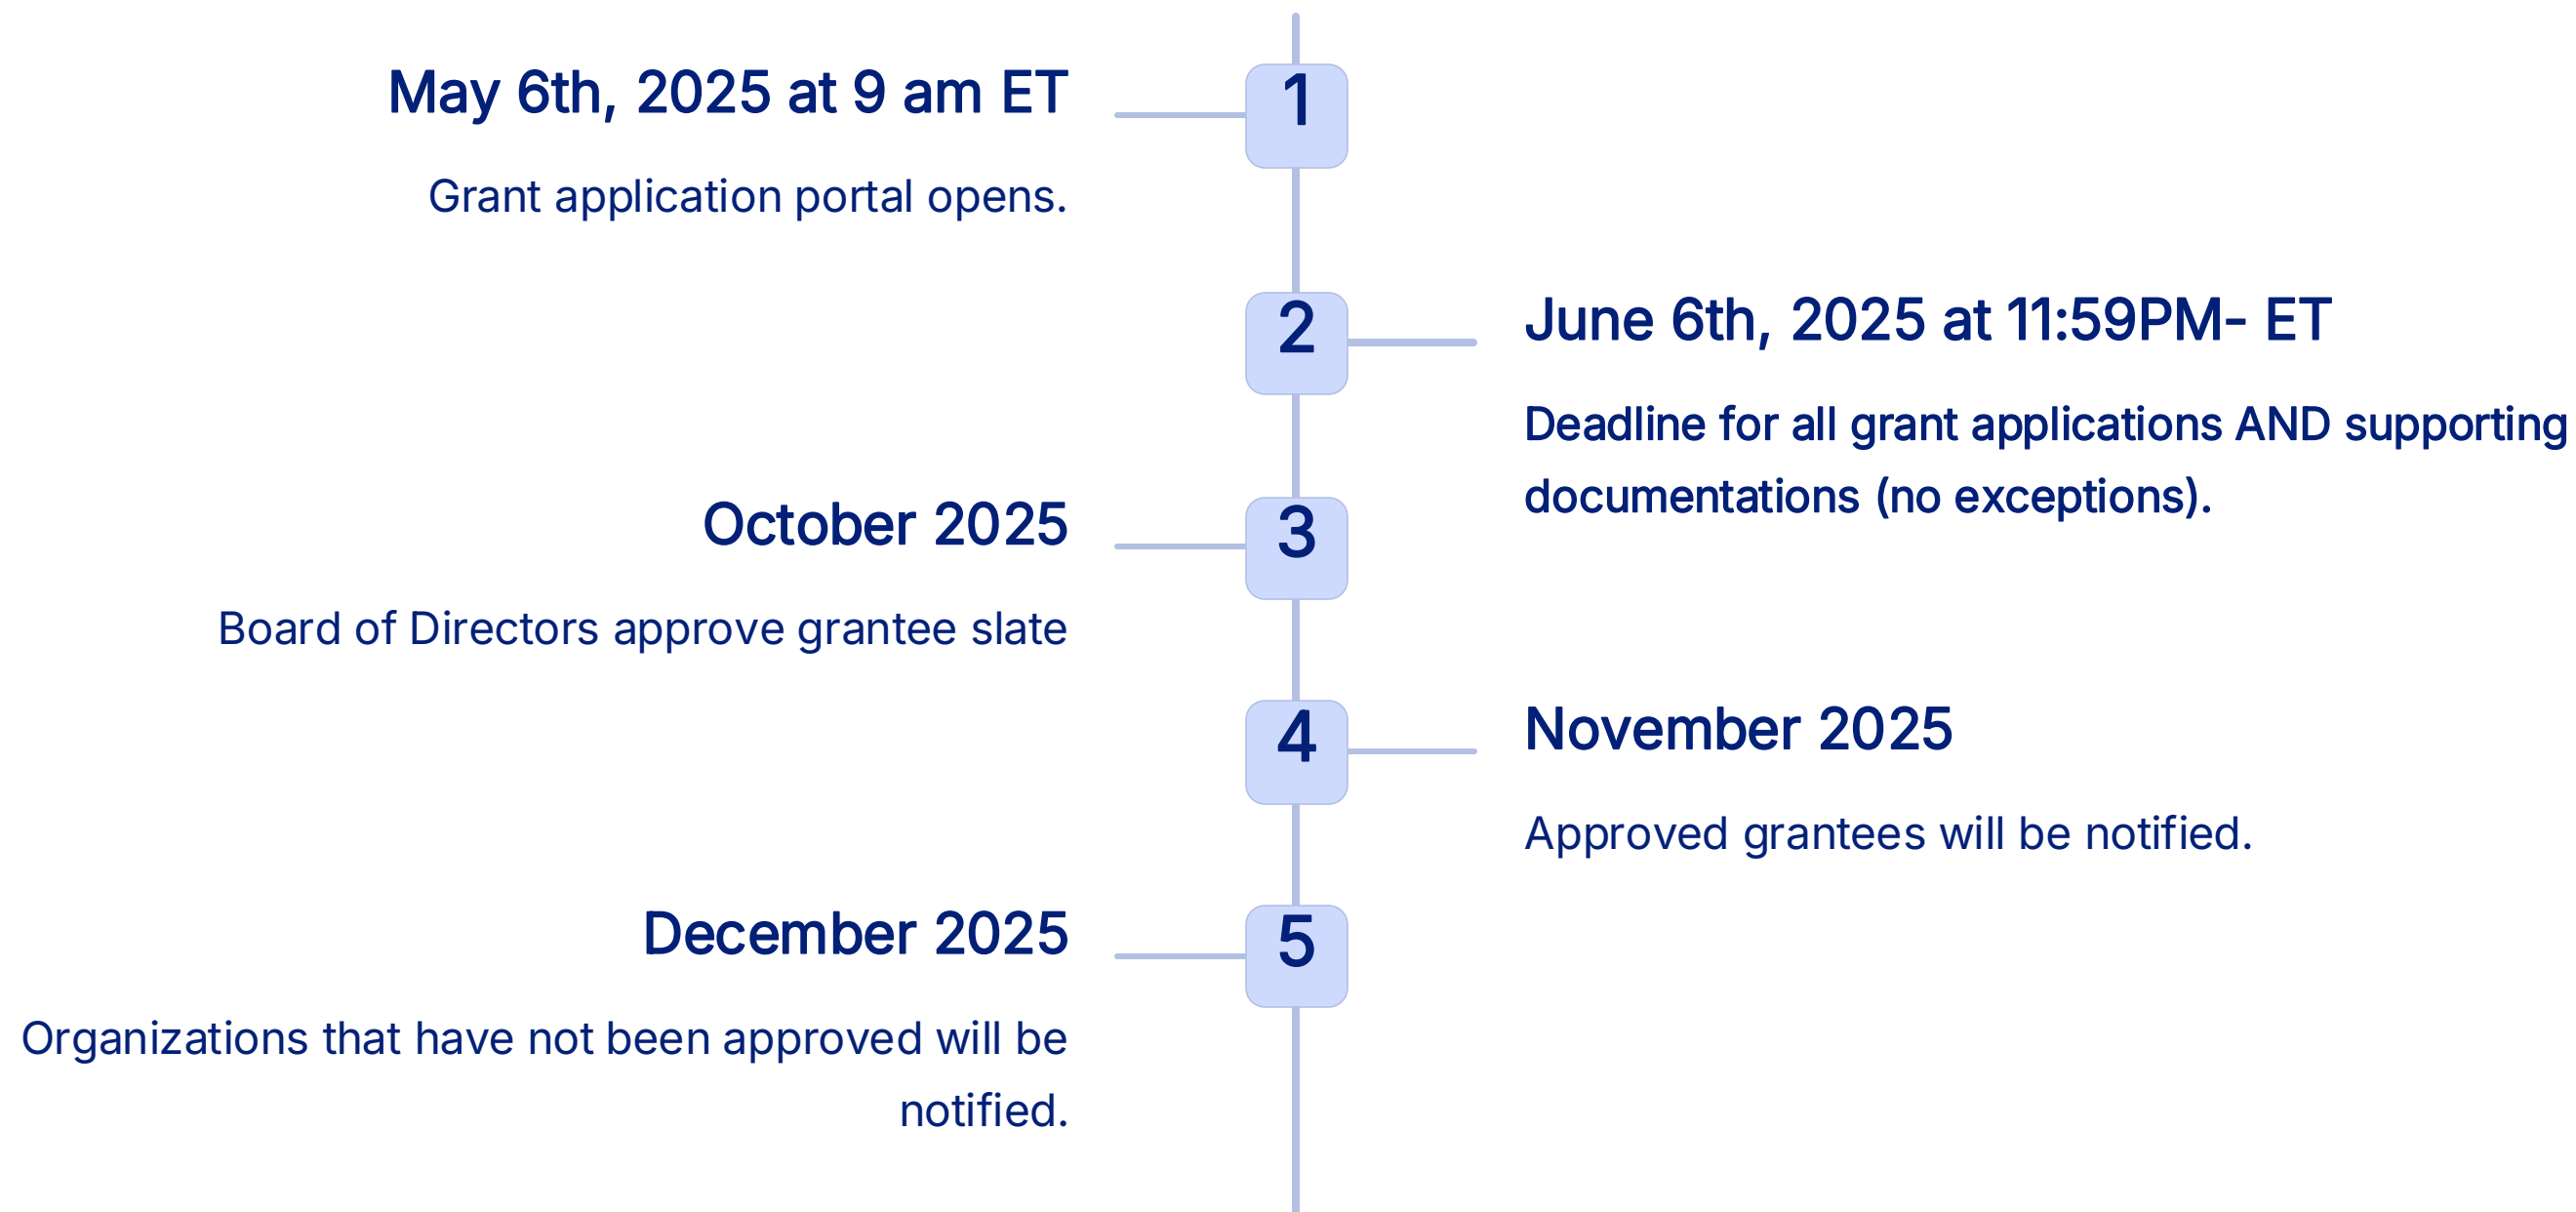 1
May 6th, 2025 at 9 am ET
Grant application portal opens.
2
June 6th, 2025 at 11:59PM- ET
Deadline for all grant applications AND supporting
documentations (no exceptions).
3
October 2025
Board of Directors approve grantee slate
4
November 2025
Approved grantees will be notified.
5
December 2025
Organizations that have not been approved will be
notified.